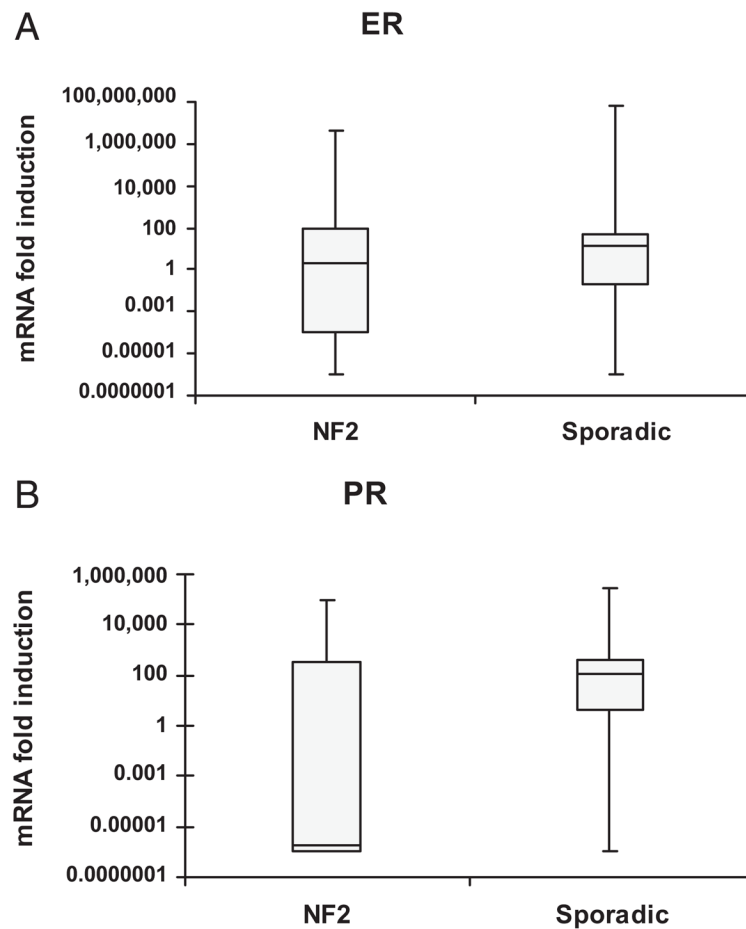 A
ER
mRNA fold induction
100,000,000
1,000,000
10,000
100
1
0.001
0.00001
0.0000001
NF2 Sporadic
B
PR
mRNA fold induction
1,000,000
10,000
100
1
0.001
0.00001
0.0000001
NF2 Sporadic